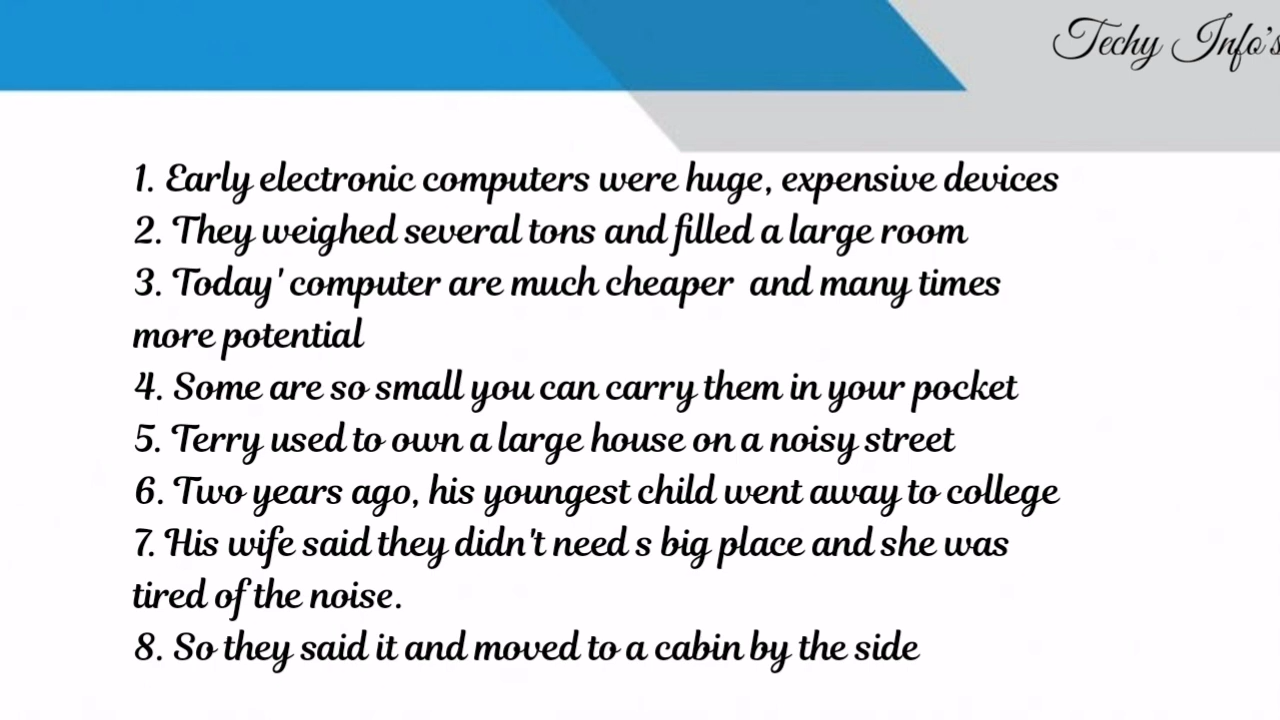 Techy Info's
1. Early electronic computers were huge, expensive devices
2. They weighed several tons and filled a large room
3. Today' computer are much cheaper and many times
more potential
4. Some are so small you can carry them in your pocket
5. Terry used to own a large house on a noisy street
6. Two years ago, his youngest child went away to college
7. His wife said they didn't need s big place and she was
tired of the noise.
8. So they said it and moved to a cabin by the side